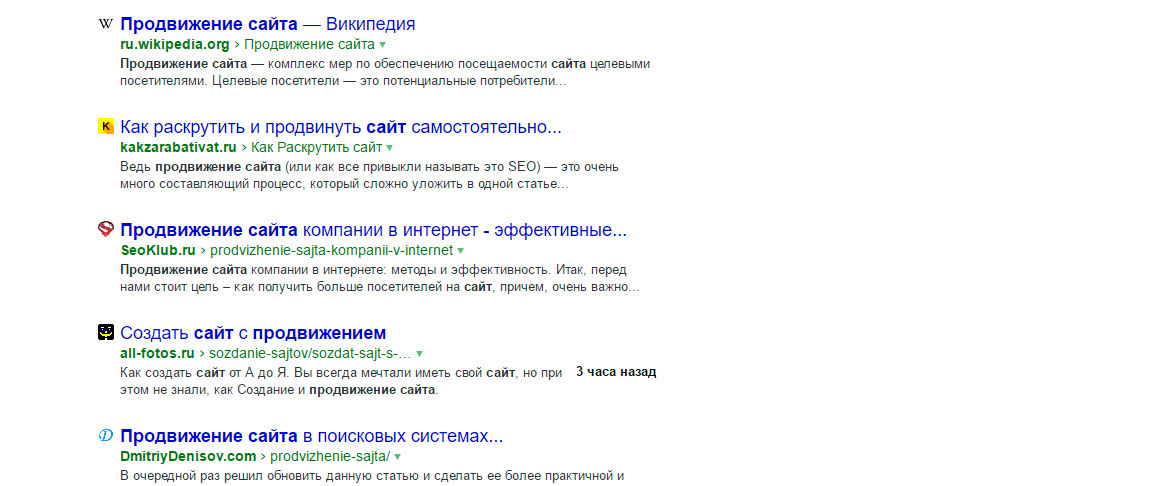 Продвижение сайта — Википедия
ru.wikipedia.org › Продвижение сайта
Продвижение сайта — комплекс мер по обеспечению посещаемости сайта целевыми
посетителями. Целевые посетители — это потенциальные потребители...
Как раскрутить и продвинуть сайт самостоятельно...
kakzarabativat.ru › Как Раскрутить сайт
Ведь продвижение сайта (или как все привыкли называть это SEO) — это очень
много составляющий процесс, который сложно уложить в одной статье...
Продвижение сайта компании в интернет - эффективные...
SeoKlub.ru › prodvizhenie-sajta-kompanii-v-internet
Продвижение сайта компании в интернете: методы и эффективность. Итак, перед
нами стоит цель – как получить больше посетителей на сайт, причем, очень важно...
Создать сайт с продвижением
all-fotos.ru › sozdanie-sajtov/sozdat-sajt-s-...
Как создать сайт от А до Я. Вы всегда мечтали иметь свой сайт, но при 3 часа назад
этом не знали, как Создание и продвижение сайта.
Продвижение сайта в поисковых системах...
DmitriyDenisov.com › prodvizhenie-sajta/
В очередной раз решил обновить данную статью и сделать ее более практичной и